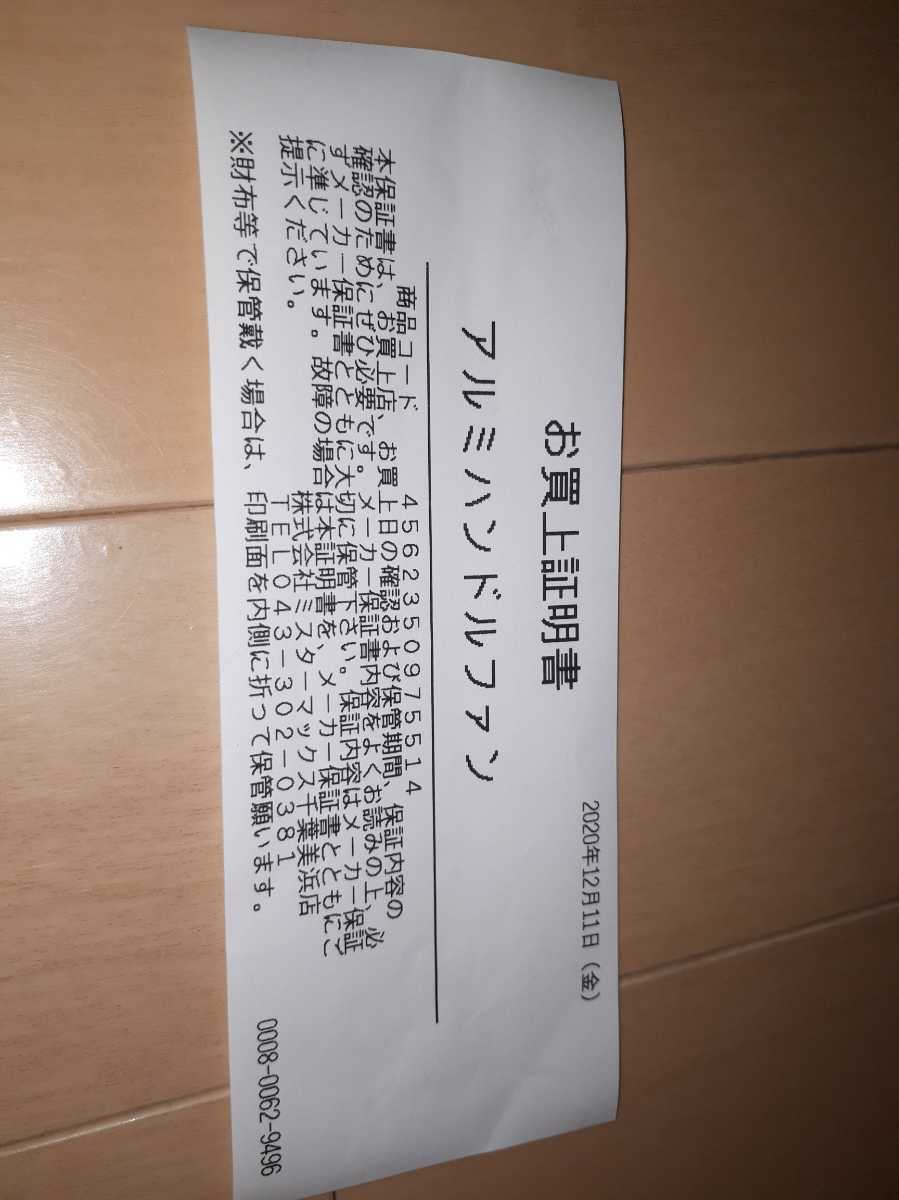 2020年12月11日(金)
お買上証明書
アルミハンドルファン
商品コード 4562350975514
本保証書は、お買上店、お買上日の確認および保管期間、保証内容の
確認のためにぜひ必要です。メーカー保証書内容をよくお読みの上、必
ずメーカー保証書とともに大切に保管下さい。保証内容はメーカー保証
に準じています。故障の場合は本証明書を、メーカー保証書とともにご
提示ください。 株式会社ミスターマックス千葉美浜店
TEL043-302-0381
※財布等で保管戴く場合は、印刷面を内側に折って保管願います。
0008-0062-9496